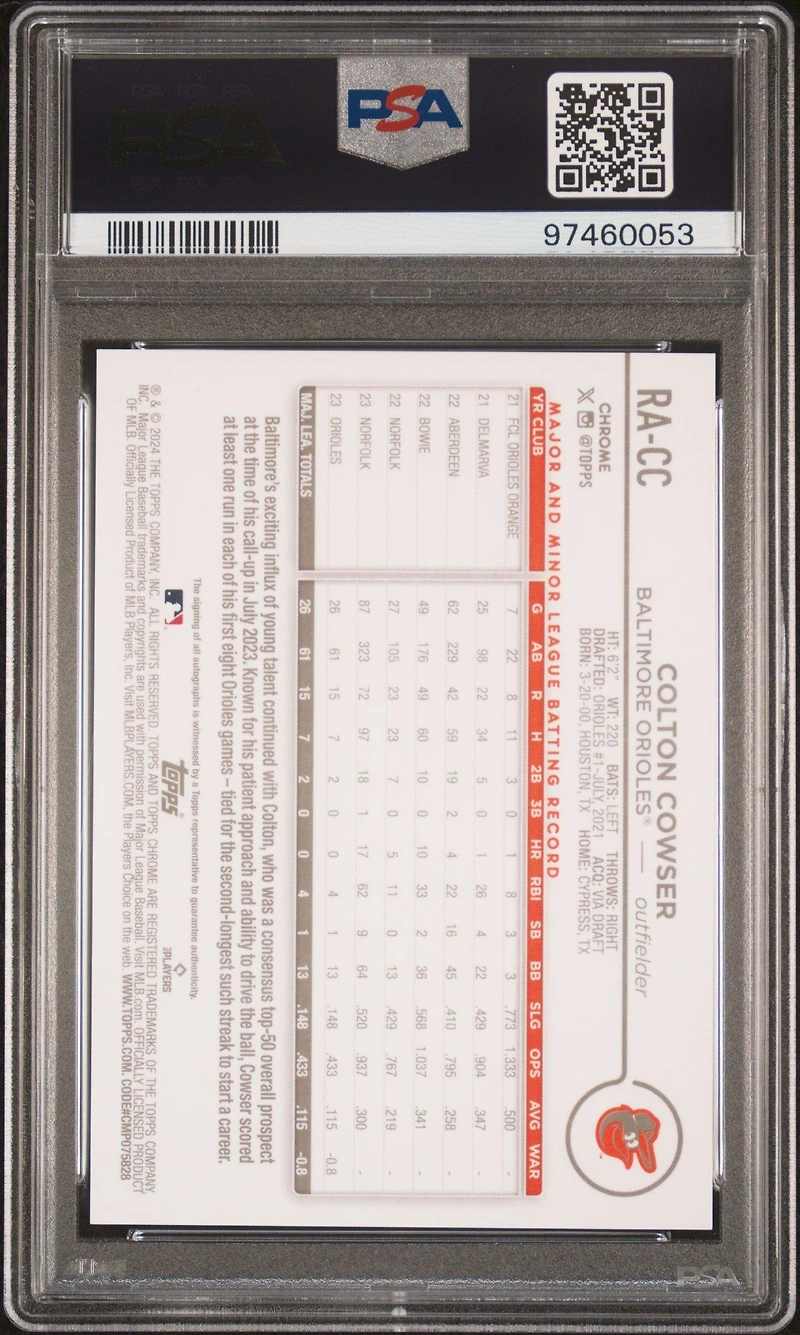 PSA
97460053
RA-CC
COLTON COWSER
BALTIMORE ORIOLES® — outfielder
CHROME
@TOPPS
HT: 6'2" WT: 220 BATS: LEFT THROWS: RIGHT
DRAFTED: ORIOLES #1-JULY 2021 ACQ: VIA DRAFT
BORN: 3-20-00, HOUSTON, TX HOME: CYPRESS, TX
MAJOR AND MINOR LEAGUE BATTING RECORD
YR CLUB G AB R H 2B 3B HR RBI SB BB SLG OPS AVG WAR
21 FCL ORIOLES ORANGE 7 22 8 11 3 0 1 8 3 3 .773 1.333 .500 -
21 DELMARVA 25 98 22 34 5 0 1 26 4 22 .429 .904 .347 -
22 ABERDEEN 62 229 42 59 19 2 4 22 16 45 .410 .795 .258 -
22 BOWIE 49 176 49 60 10 0 10 33 2 36 .568 1.037 .341 -
22 NORFOLK 27 105 23 23 7 0 5 11 0 13 .429 .767 .219 -
23 NORFOLK 87 323 72 97 18 1 17 62 9 64 .520 .937 .300 -
23 ORIOLES 26 61 15 7 2 0 0 4 1 13 .148 .433 .115 -0.8
MAJ. LEA. TOTALS 26 61 15 7 2 0 0 4 1 13 .148 .433 .115 -0.8
Baltimore's exciting influx of young talent continued with Colton, who was a consensus top-50 overall prospect
at the time of his call-up in July 2023. Known for his patient approach and ability to drive the ball, Cowser scored
at least one run in each of his first eight Orioles games – tied for the second-longest such streak to start a career.
The signing of all autographs is witnessed by a Topps representative to guarantee authenticity.
topps
PLAYERS
® & © 2024 THE TOPPS COMPANY, INC. ALL RIGHTS RESERVED. TOPPS AND TOPPS CHROME ARE REGISTERED TRADEMARKS OF THE TOPPS COMPANY,
INC. Major League Baseball trademarks and copyrights are used with permission of Major League Baseball. Visit MLB.com. OFFICIALLY LICENSED PRODUCT
OF MLB Players, Inc. Visit MLBPLAYERS.COM, the Players Choice on the web. WWW.TOPPS.COM. CODE#CMP075828
PSA